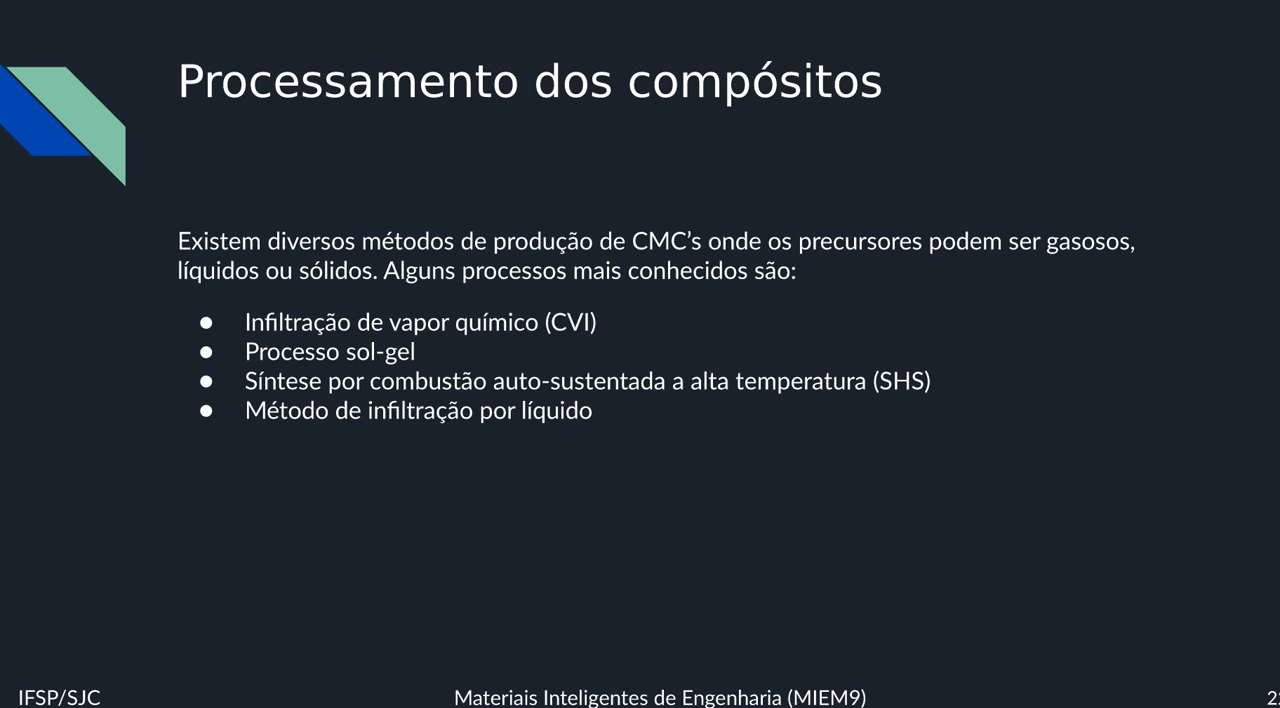 Processamento dos compósitos
Existem diversos métodos de produção de CMC’s onde os precursores podem ser gasosos,
líquidos ou sólidos. Alguns processos mais conhecidos são:
● Infiltração de vapor químico (CVI)
● Processo sol-gel
● Síntese por combustão auto-sustentada a alta temperatura (SHS)
● Método de infiltração por líquido
IFSP/SJC
Materiais Inteligentes de Engenharia (MIEM9)